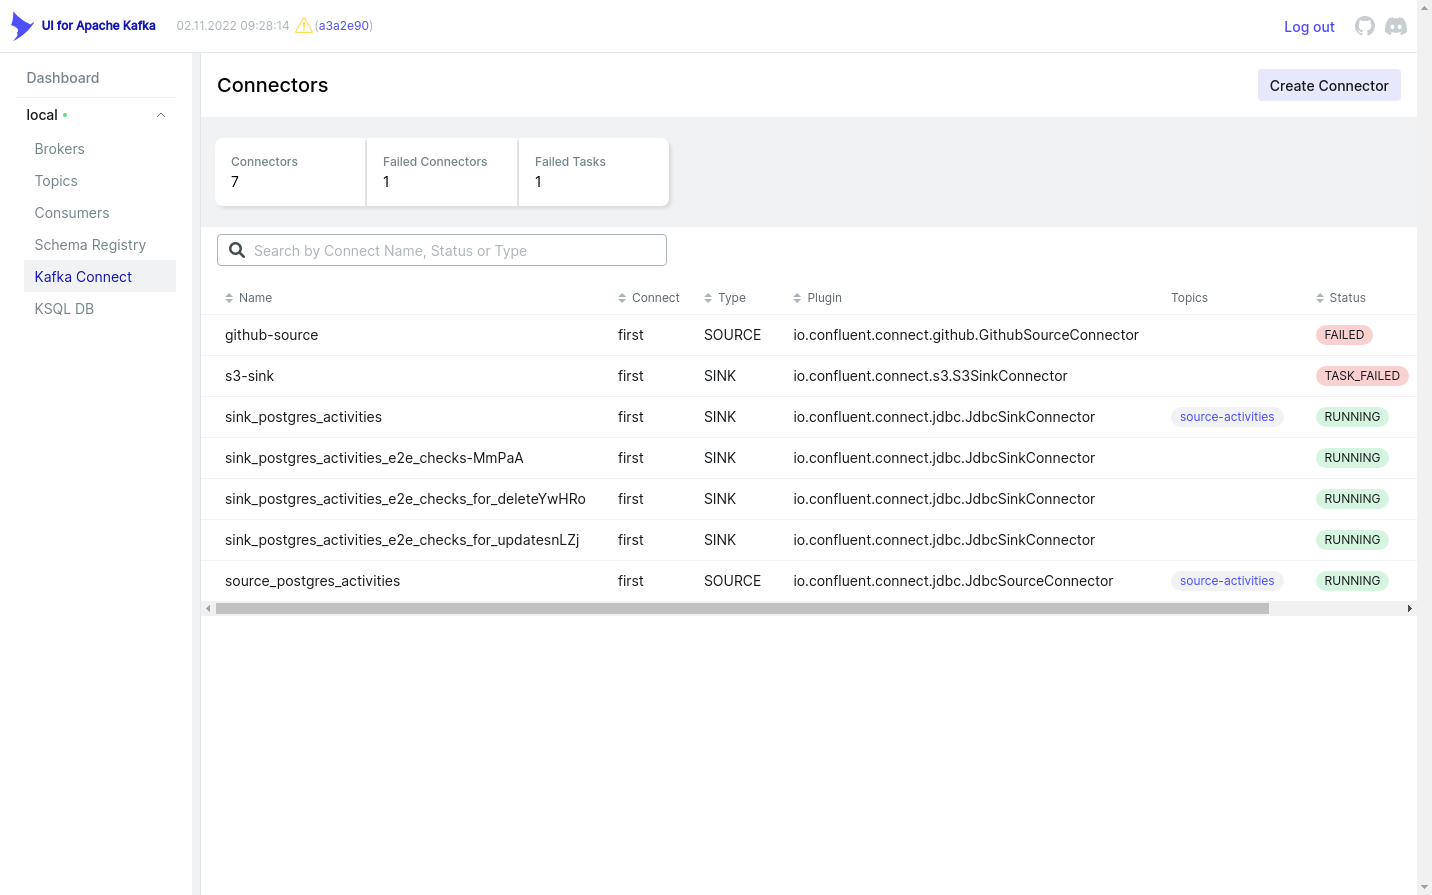 UI for Apache Kafka 02.11.2022 09:28:14 (a3a2e90) Log out
Dashboard
local
Brokers
Topics
Consumers
Schema Registry
Kafka Connect
KSQL DB
Connectors
Create Connector
Connectors Failed Connectors Failed Tasks
7 1 1
Search by Connect Name, Status or Type
Name Connect Type Plugin Topics Status
github-source first SOURCE io.confluent.connect.github.GithubSourceConnector FAILED
s3-sink first SINK io.confluent.connect.s3.S3SinkConnector TASK_FAILED
sink_postgres_activities first SINK io.confluent.connect.jdbc.JdbcSinkConnector source-activities RUNNING
sink_postgres_activities_e2e_checks-MmPaA first SINK io.confluent.connect.jdbc.JdbcSinkConnector RUNNING
sink_postgres_activities_e2e_checks_for_deleteYwHRo first SINK io.confluent.connect.jdbc.JdbcSinkConnector RUNNING
sink_postgres_activities_e2e_checks_for_updatesnLZj first SINK io.confluent.connect.jdbc.JdbcSinkConnector RUNNING
source_postgres_activities first SOURCE io.confluent.connect.jdbc.JdbcSourceConnector source-activities RUNNING